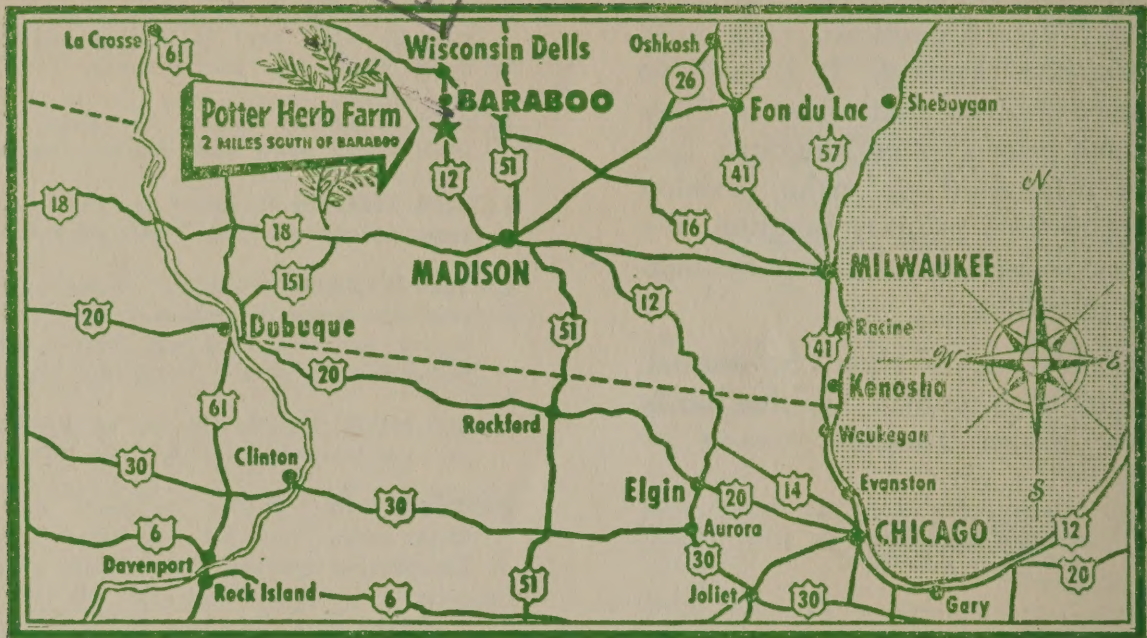 La Crosse
61
Wisconsin Dells
Oshkosh
26
Potter Herb Farm
2 MILES SOUTH OF BARABOO
BARABOO
Fon du Lac
Sheboygan
57
12
51
41
N
18
18
16
MADISON
MILWAUKEE
151
12
20
Dubuque
51
Racine
41
W
E
20
Kenosha
61
Rockford
Waukegan
30
Clinton
Elgin
20
14
Evanston
S
30
6
Aurora
CHICAGO
12
Davenport
30
20
Rock Island
6
51
Joliet
30
Gary